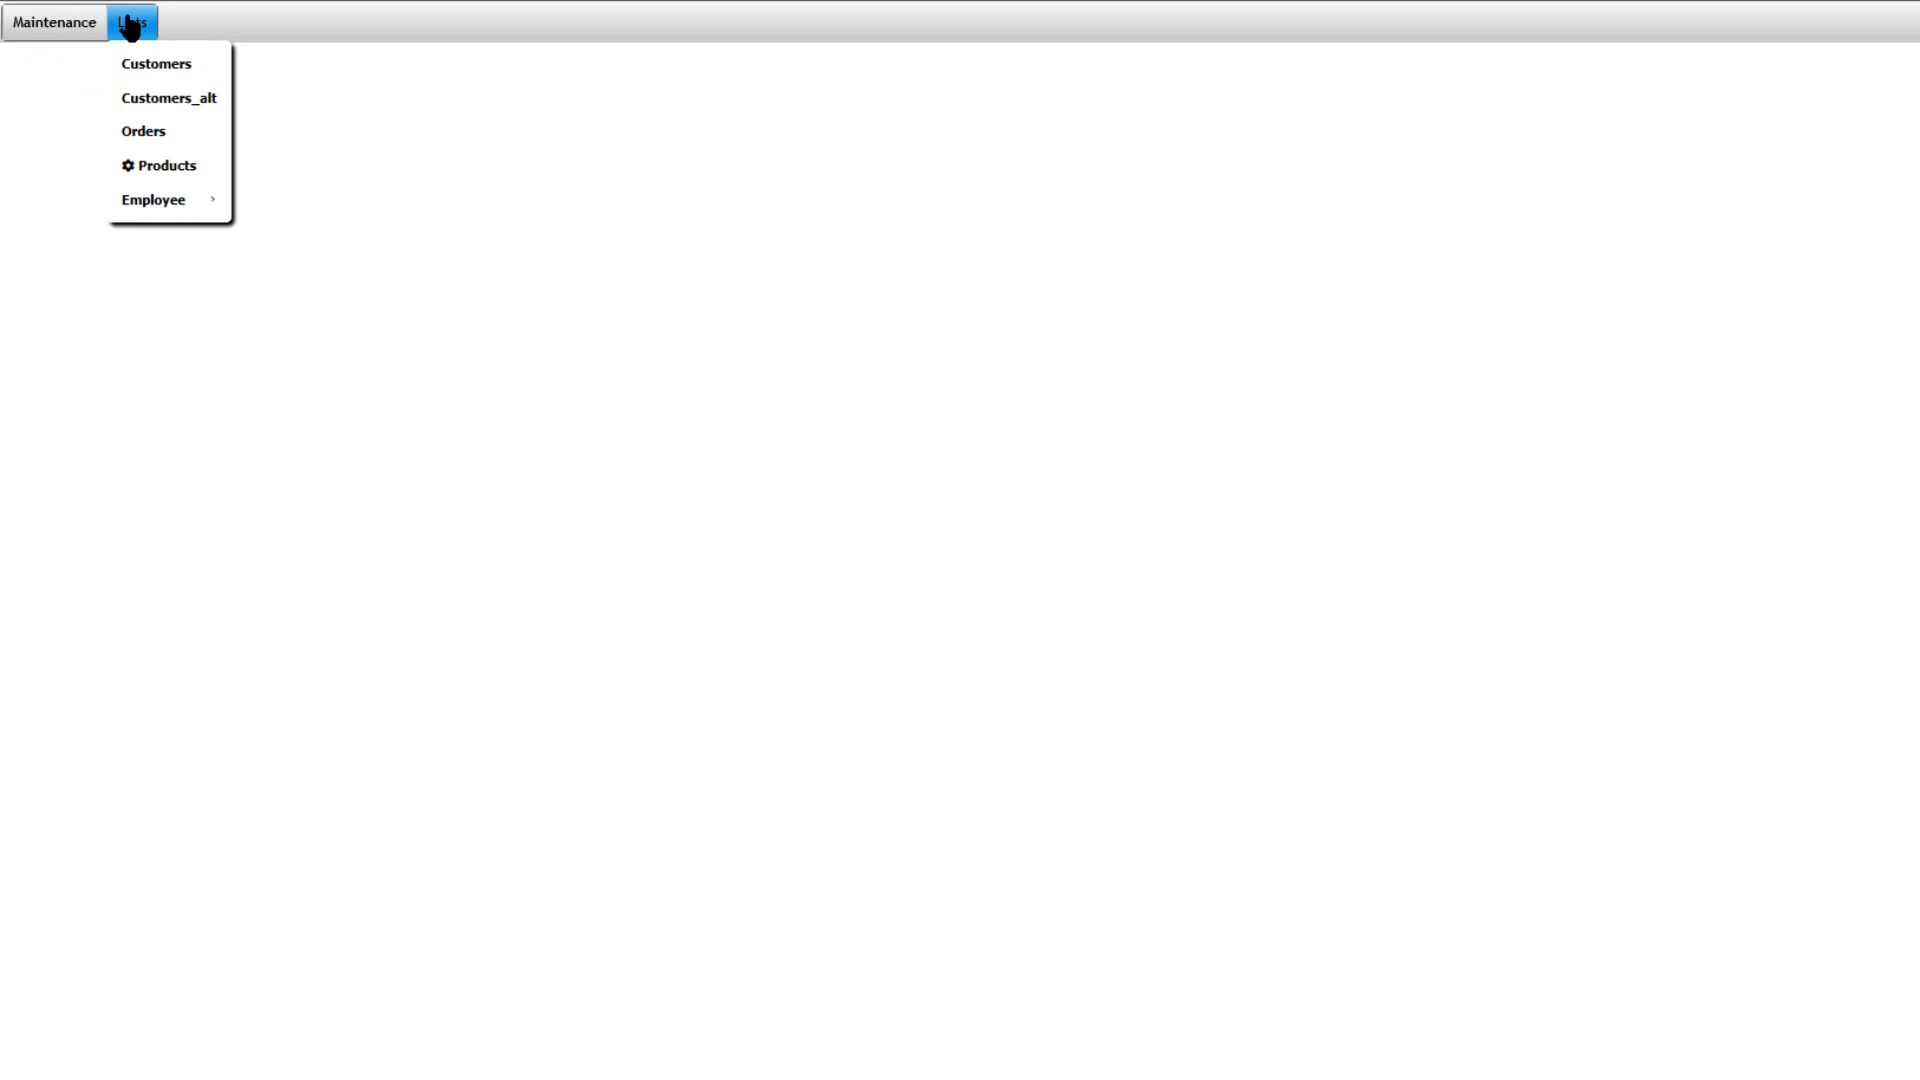 Maintenance
Customers
Customers_alt
Orders
Products
Employee